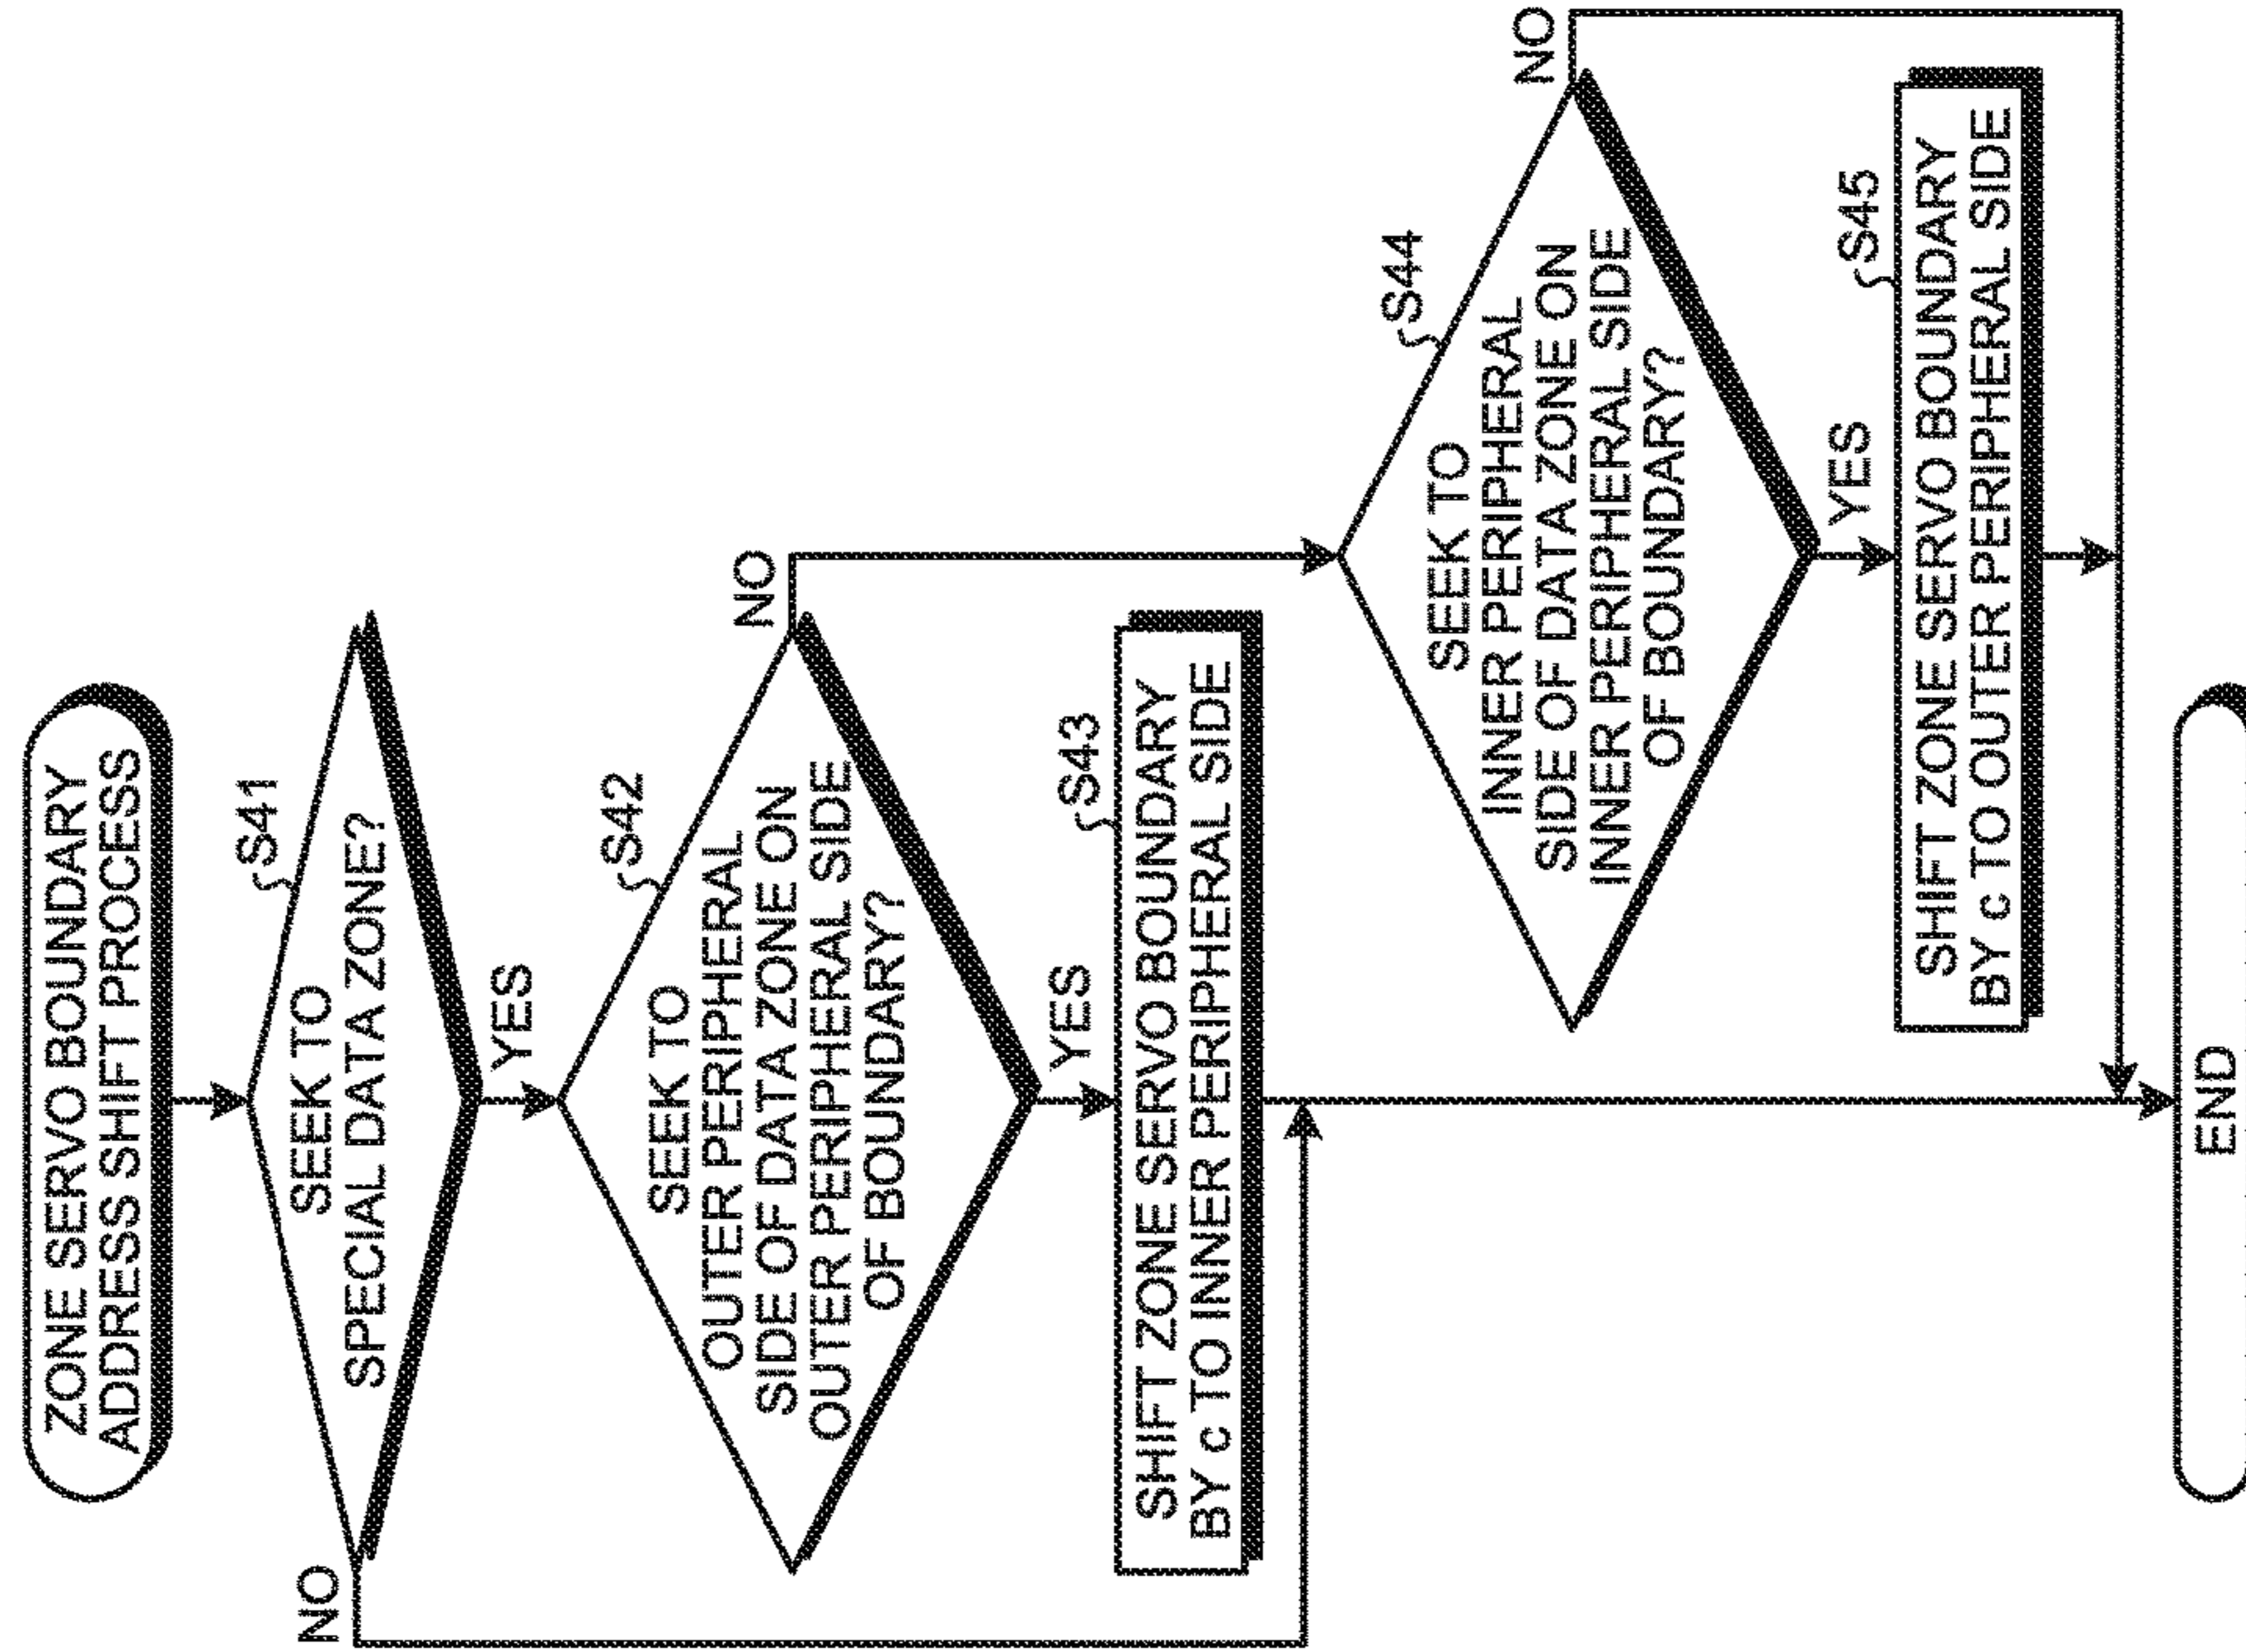 ZONE SERVO BOUNDARY
ADDRESS SHIFT PROCESS
S41
SEEK TO
SPECIAL DATA ZONE?
NO
YES
S42
SEEK TO
OUTER PERIPHERAL
SIDE OF DATA ZONE ON
OUTER PERIPHERAL SIDE
OF BOUNDARY?
NO
YES
S43
SHIFT ZONE SERVO BOUNDARY
BY c TO INNER PERIPHERAL SIDE
S44
SEEK TO
INNER PERIPHERAL
SIDE OF DATA ZONE ON
INNER PERIPHERAL SIDE
OF BOUNDARY?
NO
YES
S45
SHIFT ZONE SERVO BOUNDARY
BY c TO OUTER PERIPHERAL SIDE
END